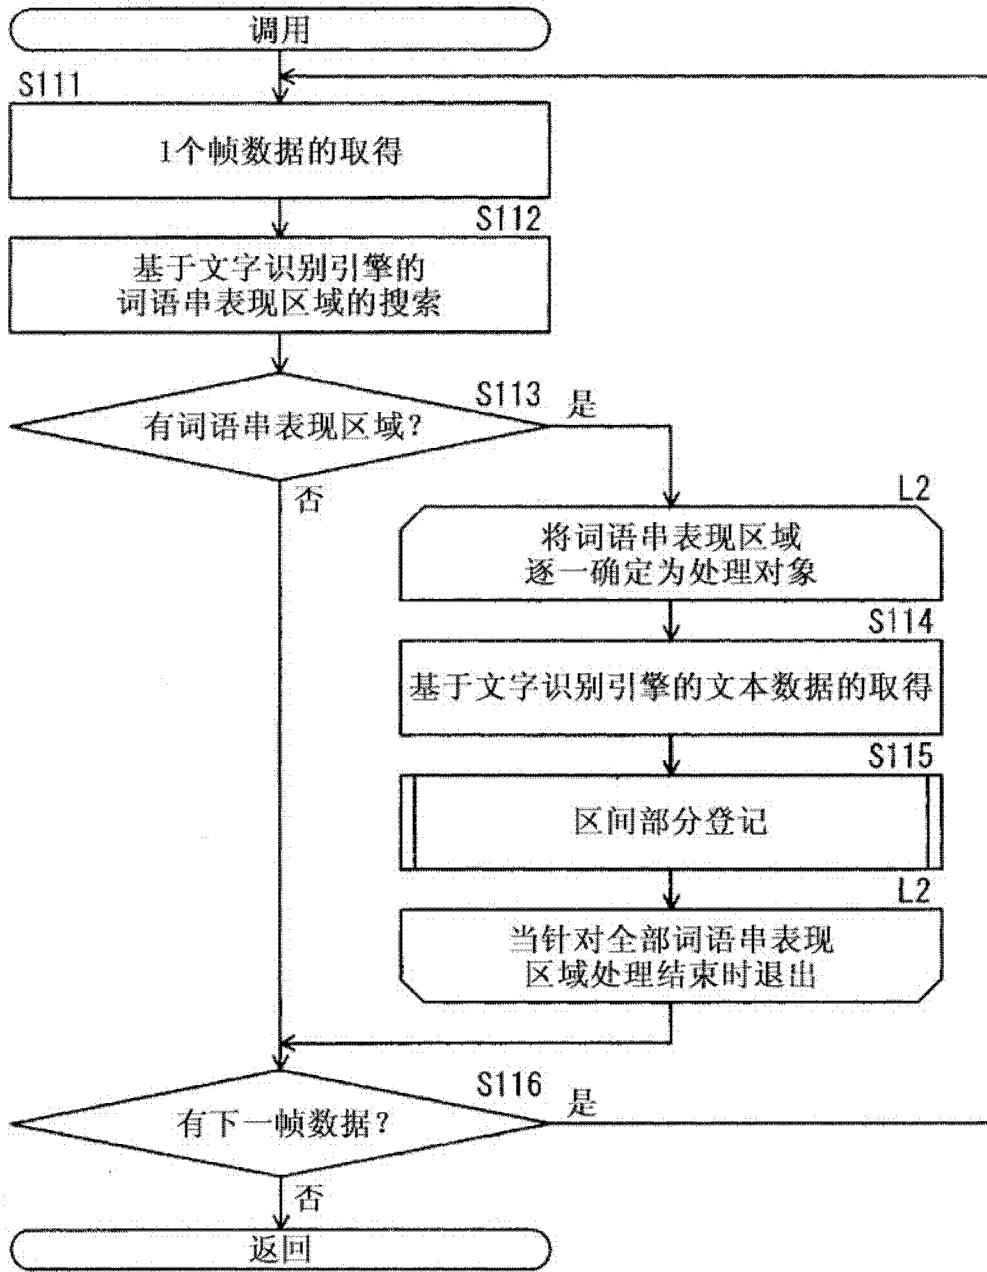 调用
S111
1个帧数据的取得
S112
基于文字识别引擎的
词语串表现区域的搜索
S113
有词语串表现区域?
是
否
L2
将词语串表现区域
逐一确定为处理对象
S114
基于文字识别引擎的文本数据的取得
S115
区间部分登记
L2
当针对全部词语串表现
区域处理结束时退出
S116
有下一帧数据?
是
否
返回